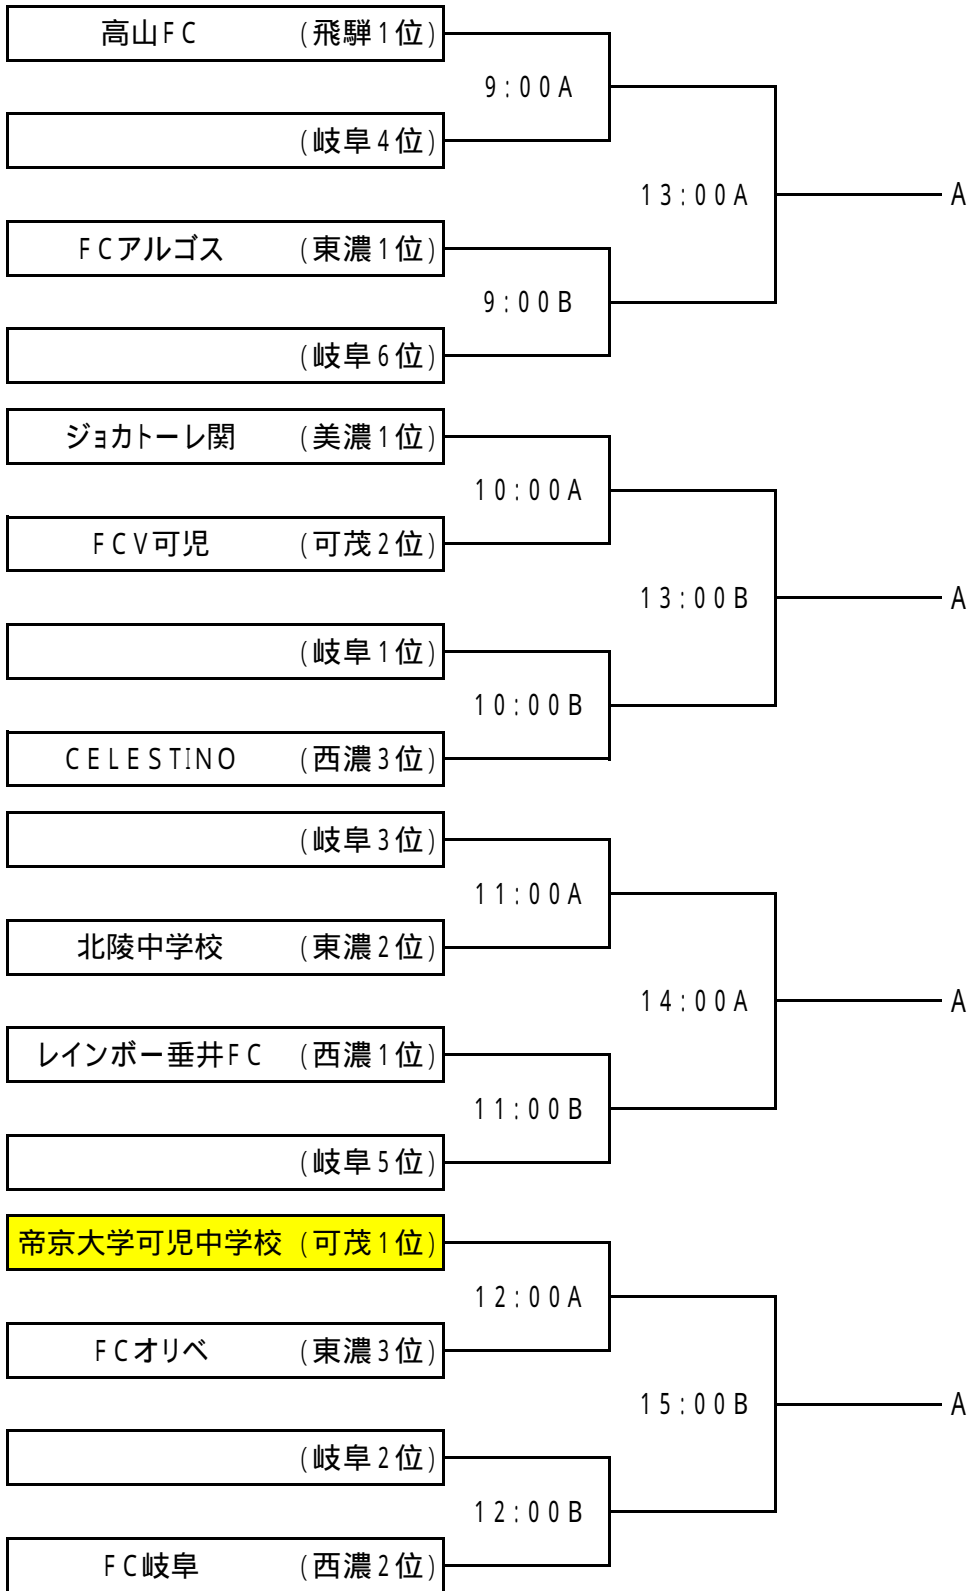 高山FC (飛騨1位)
9:00A
(岐阜4位)
13:00A
A
FCアルゴス (東濃1位)
9:00B
(岐阜6位)
ジョカトーレ関 (美濃1位)
10:00A
FCV可児 (可茂2位)
13:00B
A
(岐阜1位)
10:00B
CELESTINO (西濃3位)
(岐阜3位)
11:00A
北陵中学校 (東濃2位)
14:00A
A
レインボー垂井FC (西濃1位)
11:00B
(岐阜5位)
帝京大学可児中学校 (可茂1位)
12:00A
FCオリベ (東濃3位)
15:00B
A
(岐阜2位)
12:00B
FC岐阜 (西濃2位)